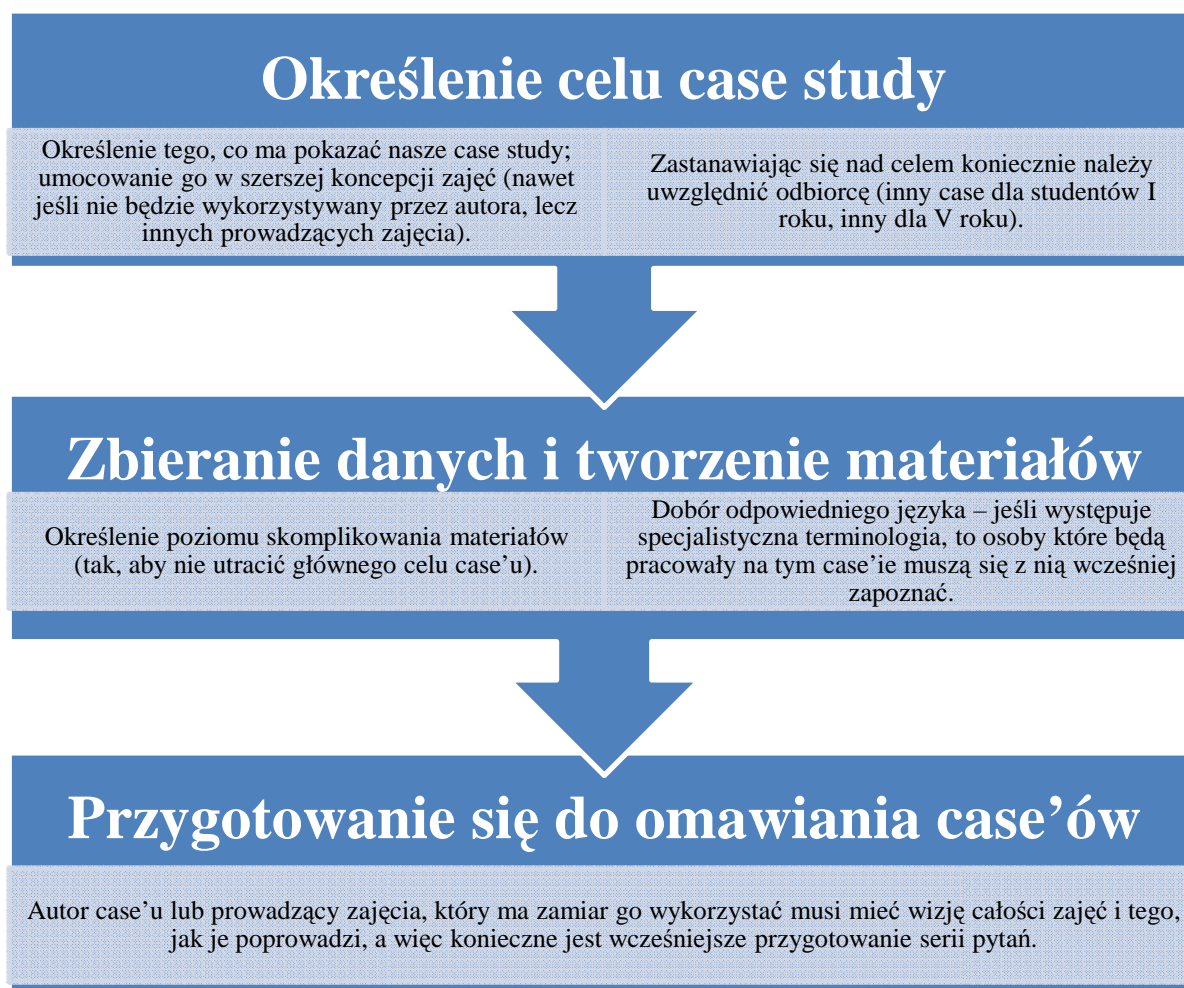 Określenie celu case study
Określenie tego, co ma pokazać nasze case study;
umocowanie go w szerszej koncepcji zajęć (nawet
jeśli nie będzie wykorzystywany przez autora, lecz
innych prowadzących zajęcia).
Zastanawiając się nad celem koniecznie należy
uwzględnić odbiorcę (inny case dla studentów I
roku, inny dla V roku).
Zbieranie danych i tworzenie materiałów
Określenie poziomu skomplikowania materiałów
(tak, aby nie utracić głównego celu case’u).
Dobór odpowiedniego języka – jeśli występuje
specjalistyczna terminologia, to osoby które będą
pracowały na tym case’ie muszą się z nią wcześniej
zapoznać.
Przygotowanie się do omawiania case’ów
Autor case’u lub prowadzący zajęcia, który ma zamiar go wykorzystać musi mieć wizję całości zajęć i tego,
jak je poprowadzi, a więc konieczne jest wcześniejsze przygotowanie serii pytań.